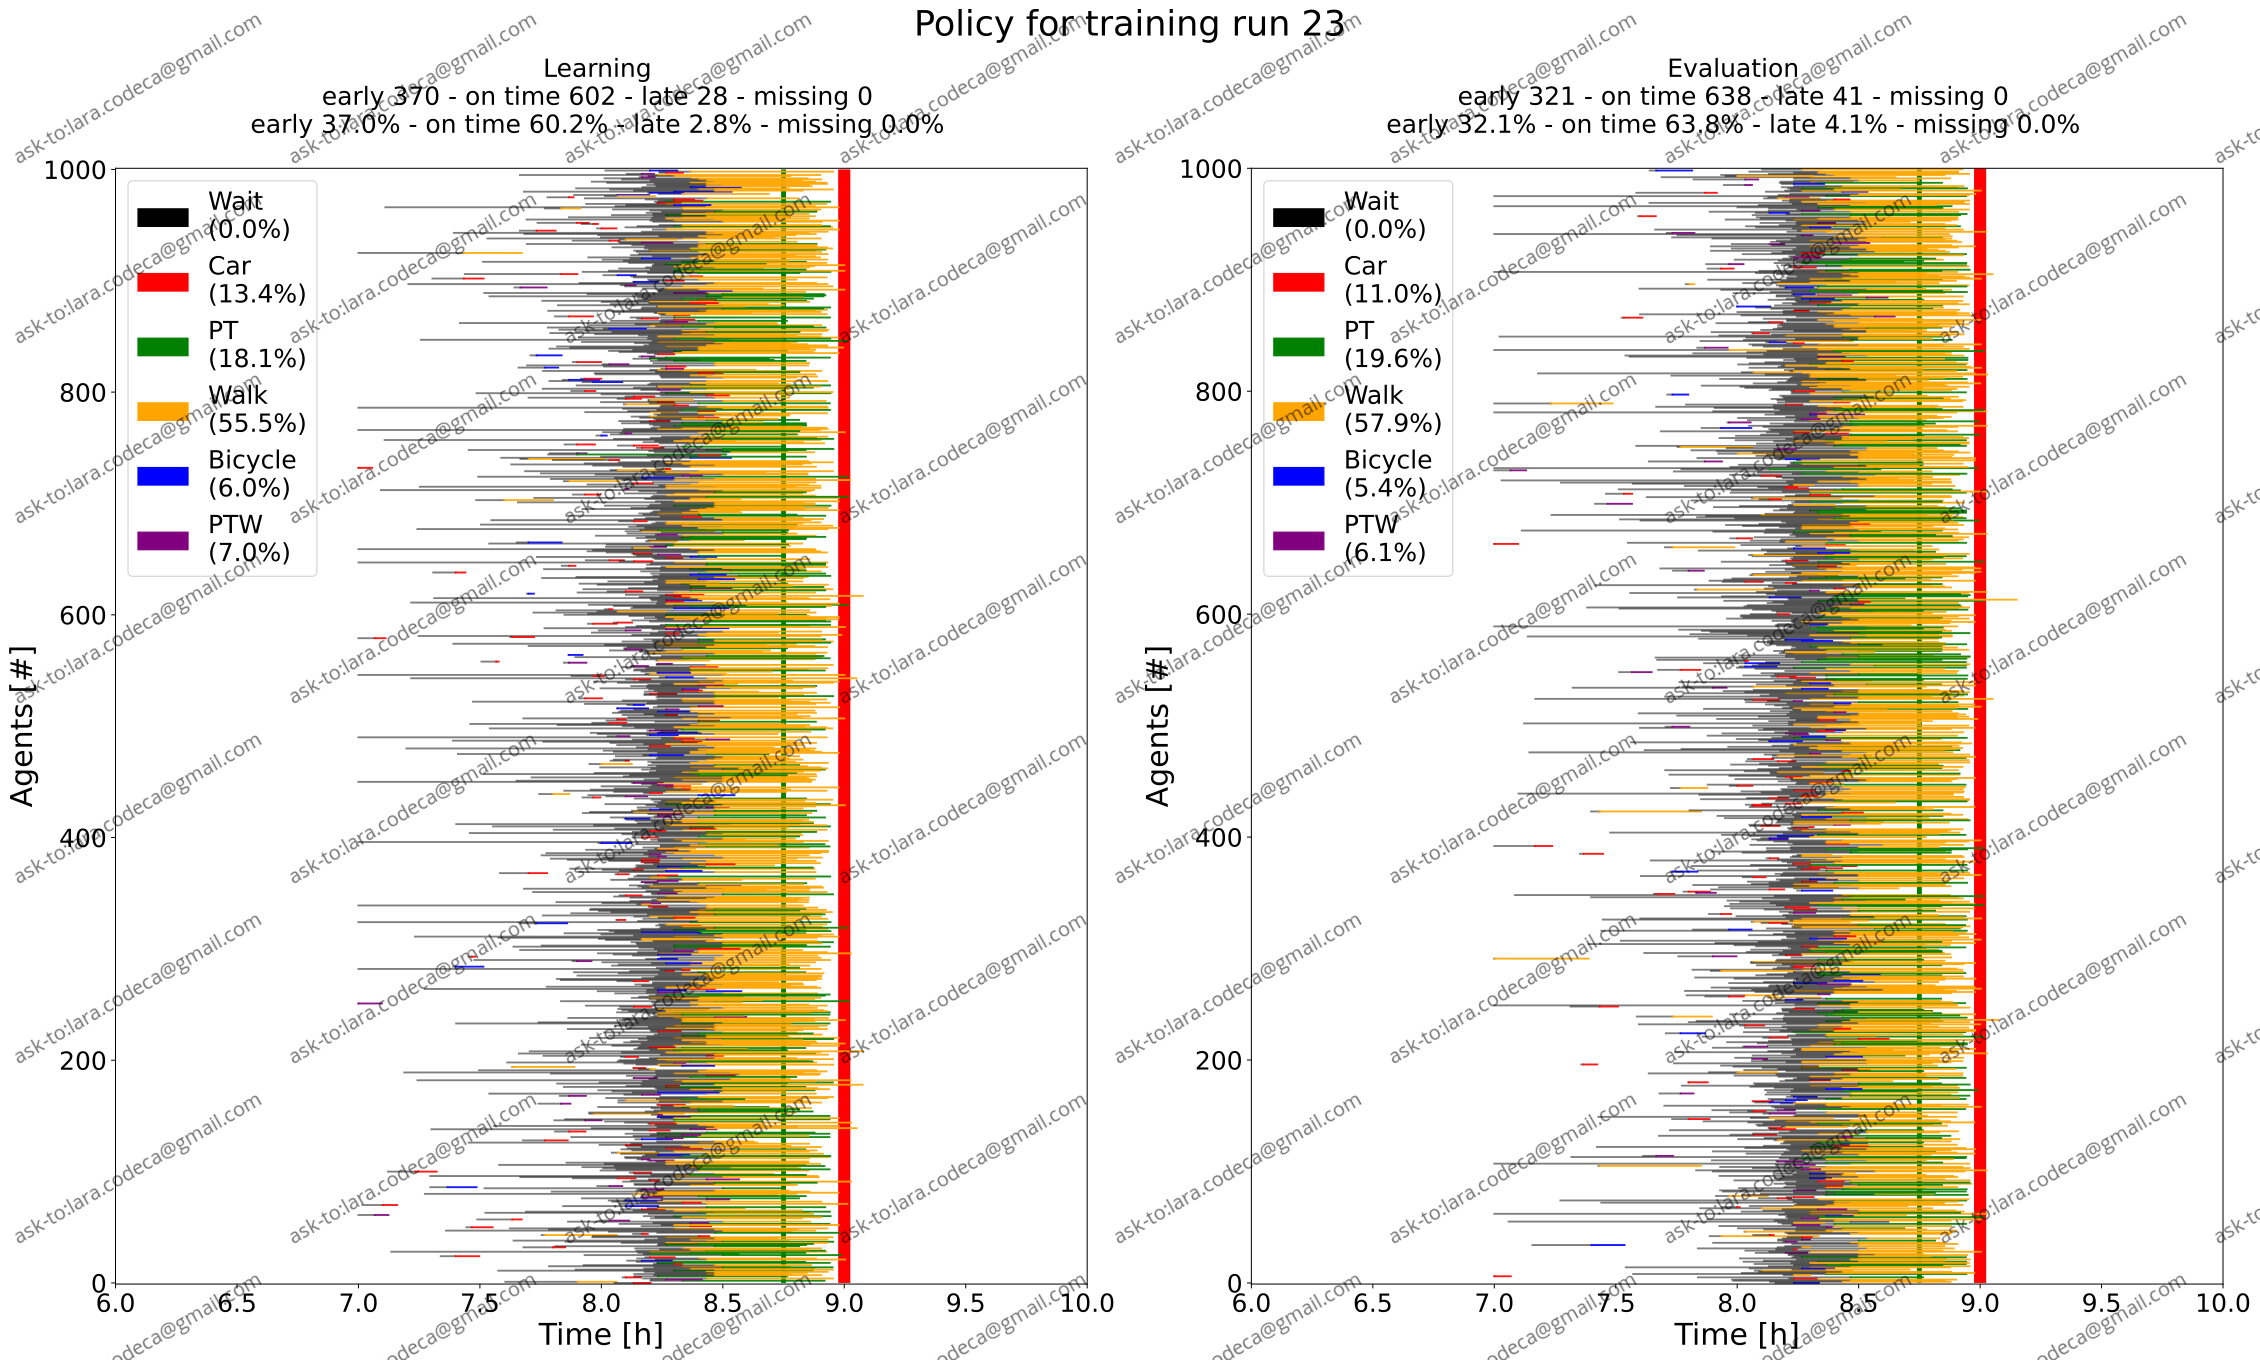 Policy for training run 23
Learning
early 370 - on time 602 - late 28 - missing 0
early 37.0% - on time 60.2% - late 2.8% - missing 0.0%
Agents [#]
1000
800
600
400
200
0
Wait
(0.0%)
Car
(13.4%)
PT
(18.1%)
Walk
(55.5%)
Bicycle
(6.0%)
PTW
(7.0%)
6.0 6.5 7.0 7.5 8.0 8.5 9.0 9.5 10.0
Time [h]
Evaluation
early 321 - on time 638 - late 41 - missing 0
early 32.1% - on time 63.8% - late 4.1% - missing 0.0%
Agents [#]
1000
800
600
400
200
0
Wait
(0.0%)
Car
(11.0%)
PT
(19.6%)
Walk
(57.9%)
Bicycle
(5.4%)
PTW
(6.1%)
6.0 6.5 7.0 7.5 8.0 8.5 9.0 9.5 10.0
Time [h]
ask-to:lara.codeca@gmail.com